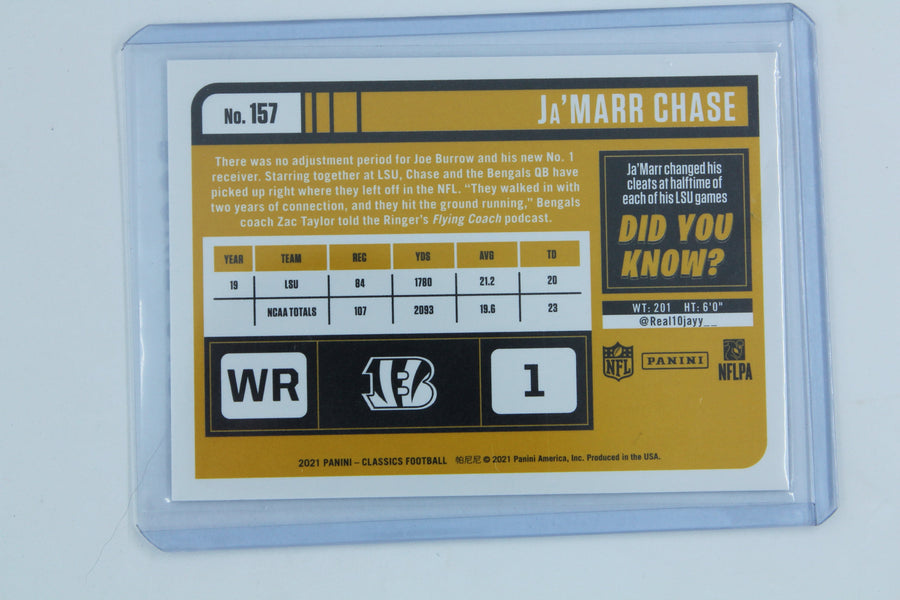 No. 157
JA'MARR CHASE
There was no adjustment period for Joe Burrow and his new No. 1
receiver. Starring together at LSU, Chase and the Bengals QB have
picked up right where they left off in the NFL. “They walked in with
two years of connection, and they hit the ground running,” Bengals
coach Zac Taylor told the Ringer’s Flying Coach podcast.
Ja'Marr changed his
cleats at halftime of
each of his LSU games
DID YOU
KNOW?
YEAR TEAM REC YDS AVG TD
19 LSU 84 1780 21.2 20
NCAA TOTALS 107 2093 19.6 23
WT: 201 HT: 6'0"
@Real10jayy__
WR
B
1
NFL
PANINI
NFLPA
2021 PANINI – CLASSICS FOOTBALL 帕尼尼 © 2021 Panini America, Inc. Produced in the USA.